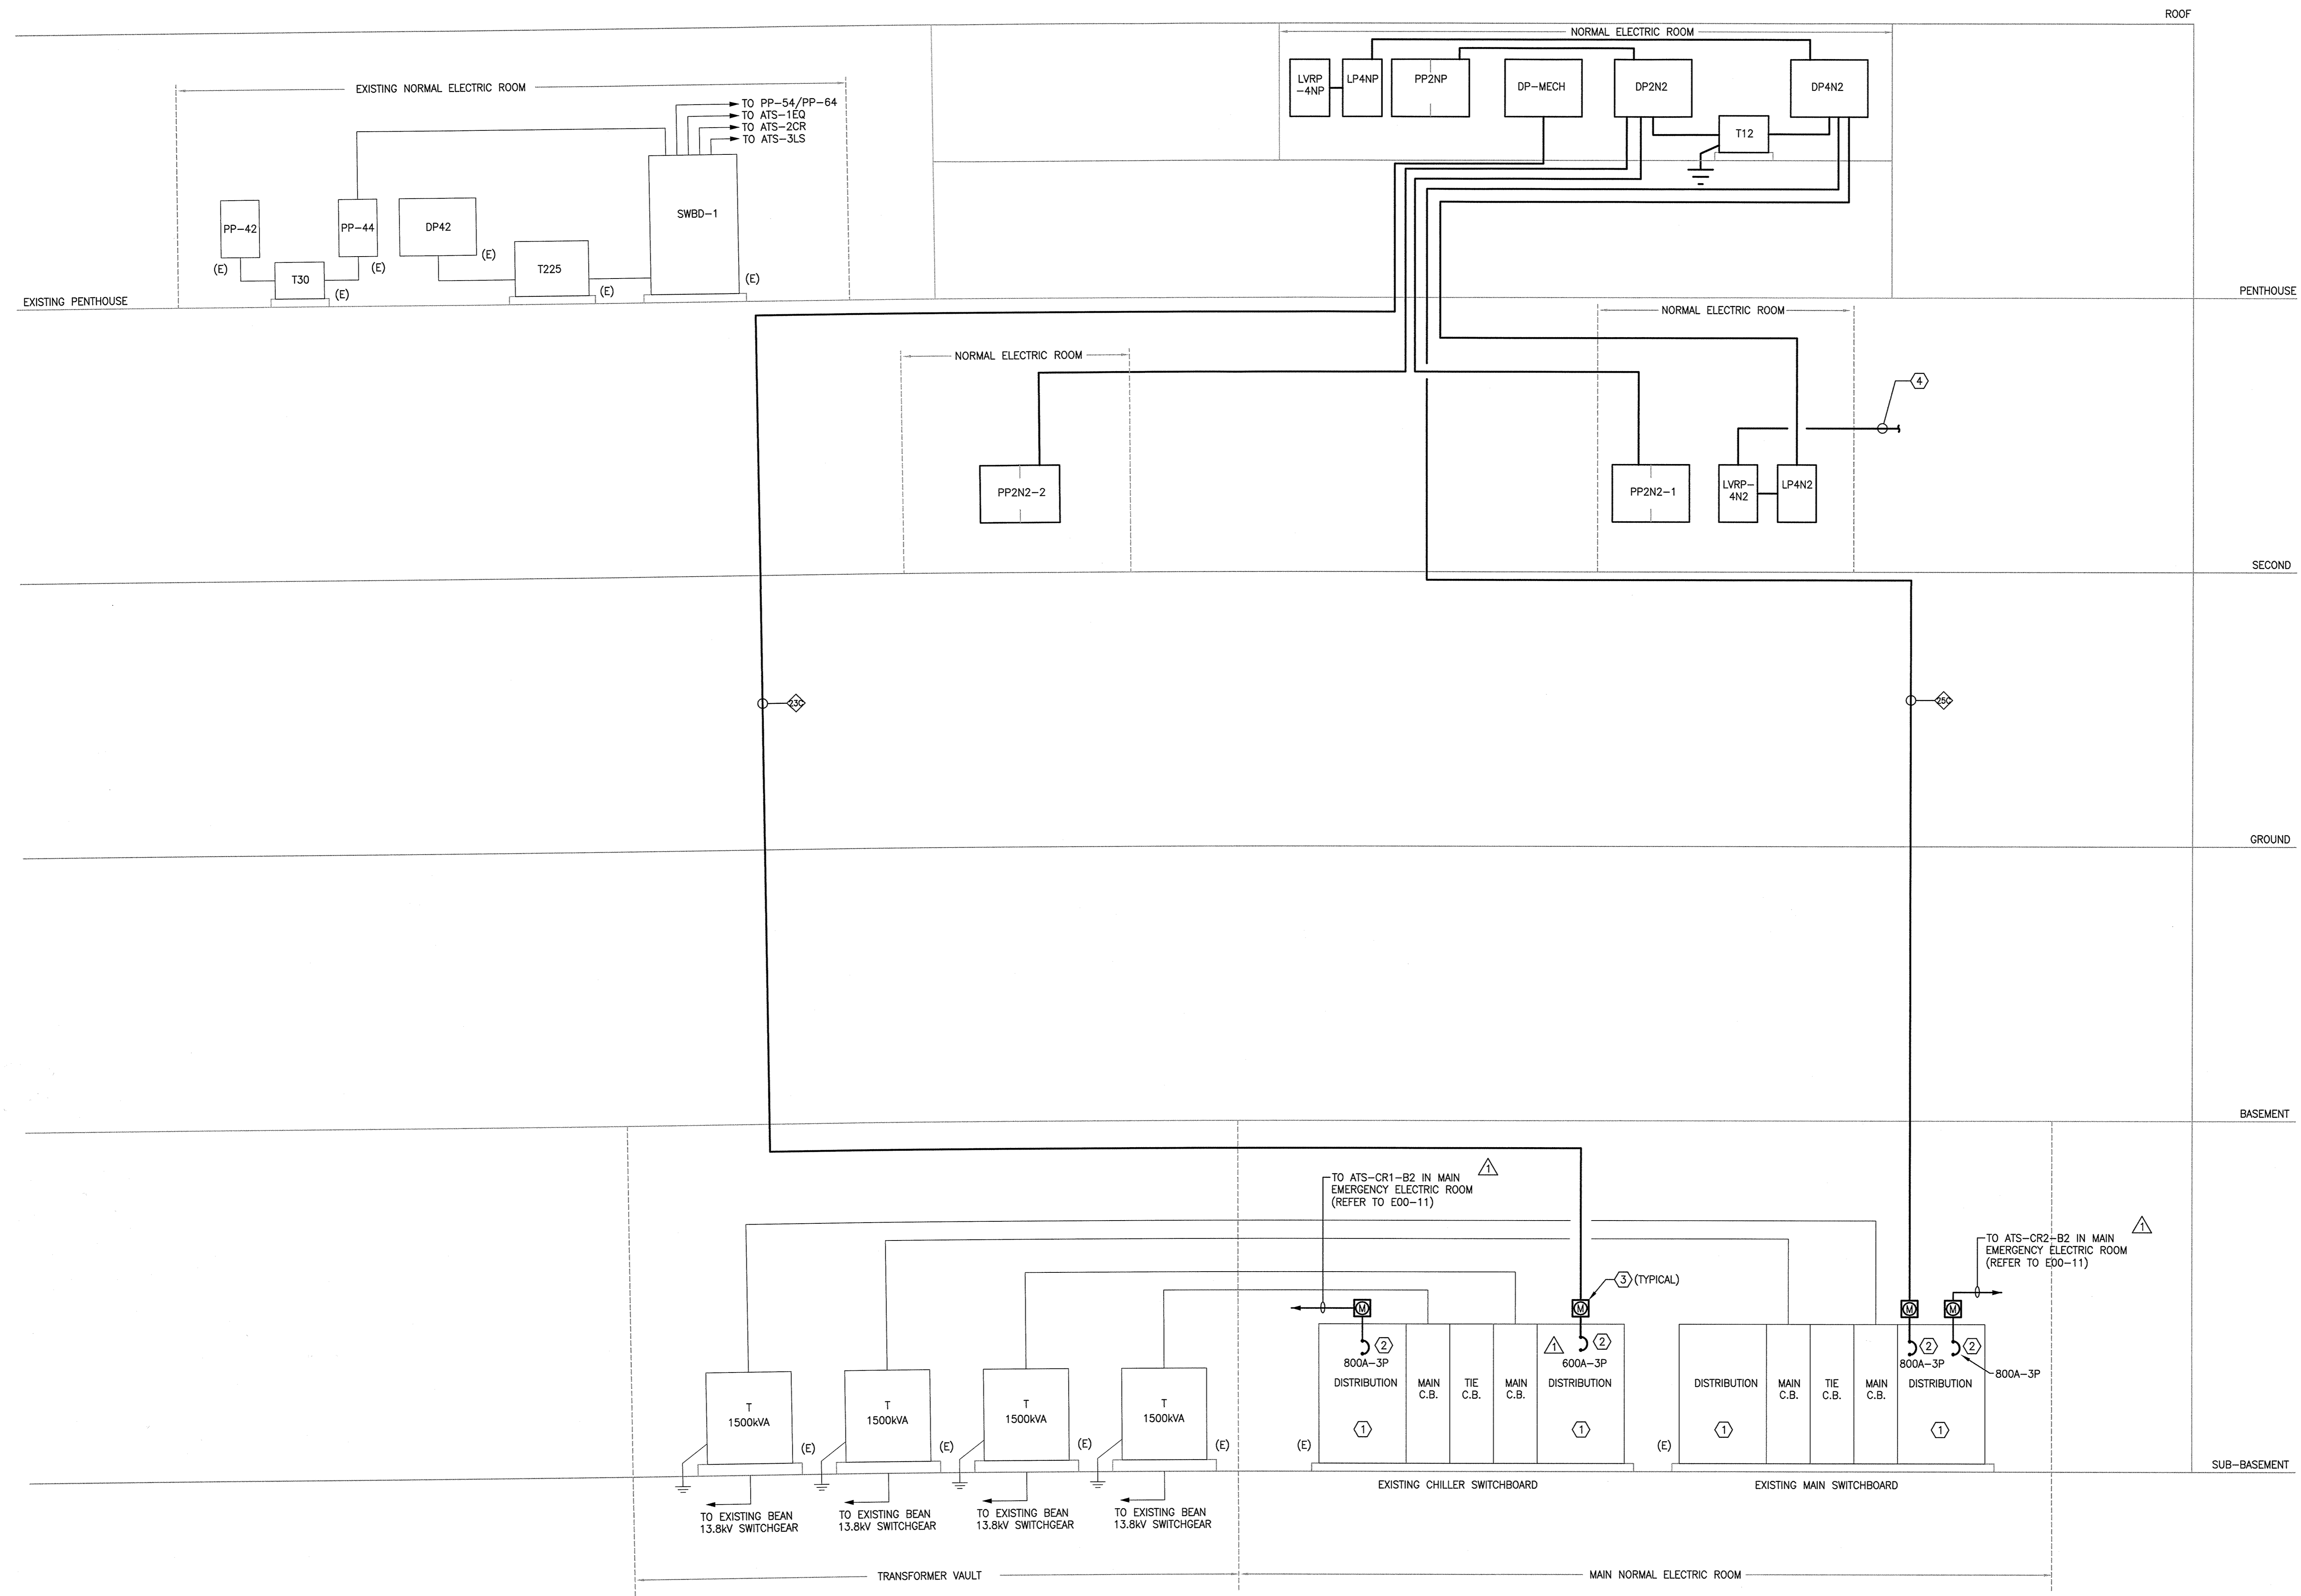 ROOF
NORMAL ELECTRIC ROOM
EXISTING NORMAL ELECTRIC ROOM
LVRP
-4NP
LP4NP
PP2NP
DP-MECH
DP2N2
DP4N2
T12
TO PP-54/PP-64
TO ATS-1EQ
TO ATS-2CR
TO ATS-3LS
SWBD-1
PP-42
PP-44
DP42
T30
T225
(E)
(E)
(E)
(E)
(E)
(E)
EXISTING PENTHOUSE
PENTHOUSE
NORMAL ELECTRIC ROOM
NORMAL ELECTRIC ROOM
4
PP2N2-2
PP2N2-1
LVRP-
4N2
LP4N2
SECOND
23C
25C
GROUND
BASEMENT
TO ATS-CR1-B2 IN MAIN
EMERGENCY ELECTRIC ROOM
(REFER TO E00-11)
1
TO ATS-CR2-B2 IN MAIN
EMERGENCY ELECTRIC ROOM
(REFER TO E00-11)
1
3 (TYPICAL)
M
M
M
M
2
800A-3P
1
2
600A-3P
2
800A-3P
2
800A-3P
DISTRIBUTION
MAIN
C.B.
TIE
C.B.
MAIN
C.B.
DISTRIBUTION
DISTRIBUTION
MAIN
C.B.
TIE
C.B.
MAIN
C.B.
DISTRIBUTION
1
1
1
1
T
1500kVA
T
1500kVA
T
1500kVA
T
1500kVA
(E)
(E)
(E)
(E)
(E)
(E)
SUB-BASEMENT
EXISTING CHILLER SWITCHBOARD
EXISTING MAIN SWITCHBOARD
TO EXISTING BEAN
13.8kV SWITCHGEAR
TO EXISTING BEAN
13.8kV SWITCHGEAR
TO EXISTING BEAN
13.8kV SWITCHGEAR
TO EXISTING BEAN
13.8kV SWITCHGEAR
TRANSFORMER VAULT
MAIN NORMAL ELECTRIC ROOM